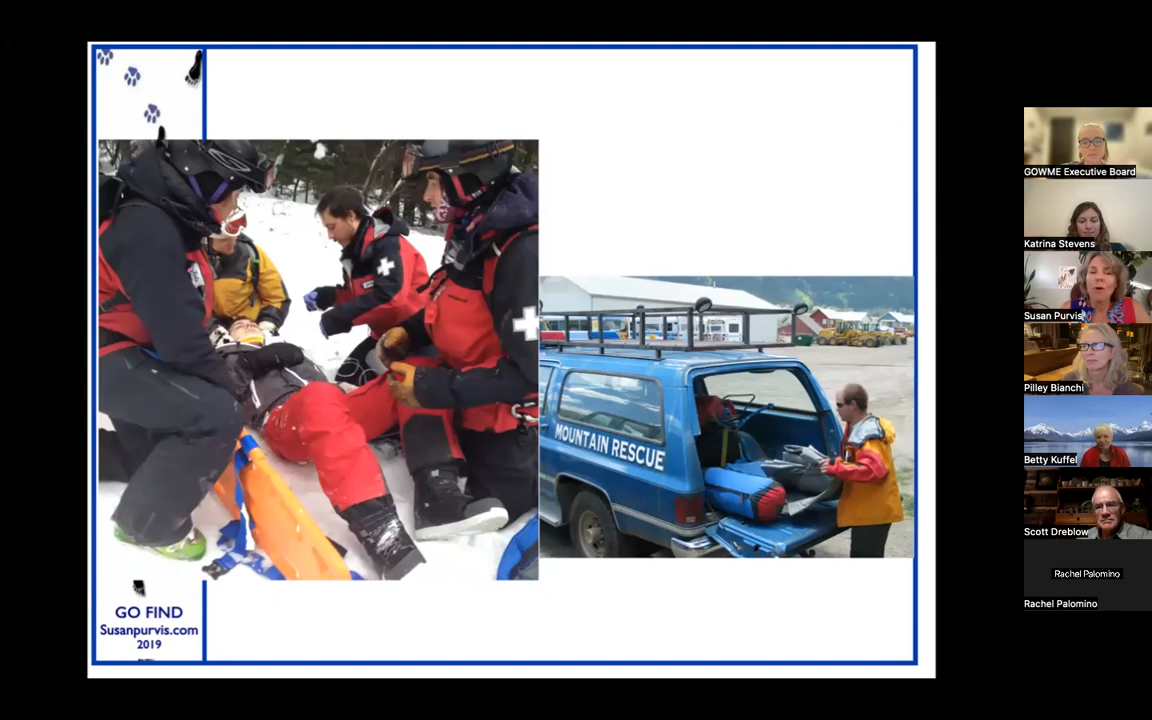 MOUNTAIN RESCUE
GO FIND
Susanpurvis.com
2019
GOWME Executive Board
Katrina Stevens
Susan Purvis
Pilley Bianchi
Betty Kuffel
Scott Dreblow
Rachel Palomino
Rachel Palomino